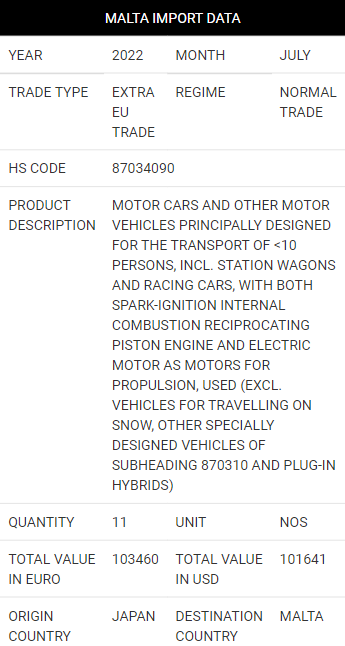 MALTA IMPORT DATA
YEAR 2022 MONTH JULY
TRADE TYPE EXTRA EU TRADE REGIME NORMAL TRADE
HS CODE 87034090
PRODUCT DESCRIPTION
MOTOR CARS AND OTHER MOTOR
VEHICLES PRINCIPALLY DESIGNED
FOR THE TRANSPORT OF <10
PERSONS, INCL. STATION WAGONS
AND RACING CARS, WITH BOTH
SPARK-IGNITION INTERNAL
COMBUSTION RECIPROCATING
PISTON ENGINE AND ELECTRIC
MOTOR AS MOTORS FOR
PROPULSION, USED (EXCL.
VEHICLES FOR TRAVELLING ON
SNOW, OTHER SPECIALLY
DESIGNED VEHICLES OF
SUBHEADING 870310 AND PLUG-IN
HYBRIDS)
QUANTITY 11 UNIT NOS
TOTAL VALUE IN EURO 103460 TOTAL VALUE IN USD 101641
ORIGIN COUNTRY JAPAN DESTINATION COUNTRY MALTA